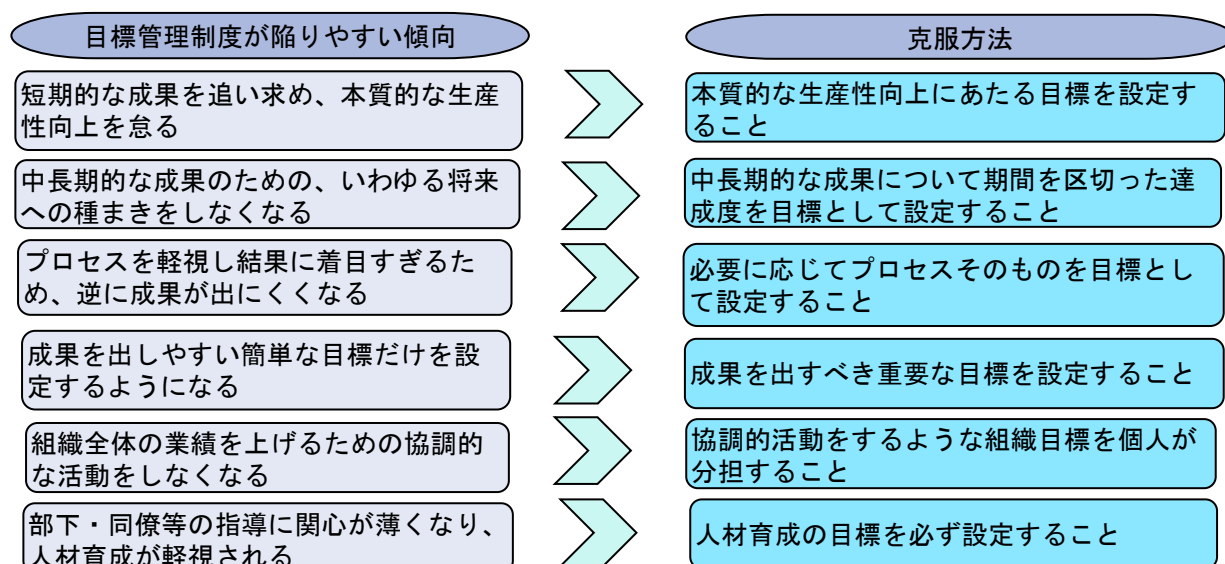 目標管理制度が陥りやすい傾向
克服方法
短期的な成果を追い求め、本質的な生産
性向上を怠る
本質的な生産性向上にあたる目標を設定す
ること
中長期的な成果のための、いわゆる将来
への種まきをしなくなる
中長期的な成果について期間を区切った達
成度を目標として設定すること
プロセスを軽視し結果に着目すぎるた
め、逆に成果が出にくくなる
必要に応じてプロセスそのものを目標とし
て設定すること
成果を出しやすい簡単な目標だけを設
定するようになる
成果を出すべき重要な目標を設定すること
組織全体の業績を上げるための協調的
な活動をしなくなる
協調的活動をするような組織目標を個人が
分担すること
部下・同僚等の指導に関心が薄くなり、
人材育成が軽視される
人材育成の目標を必ず設定すること